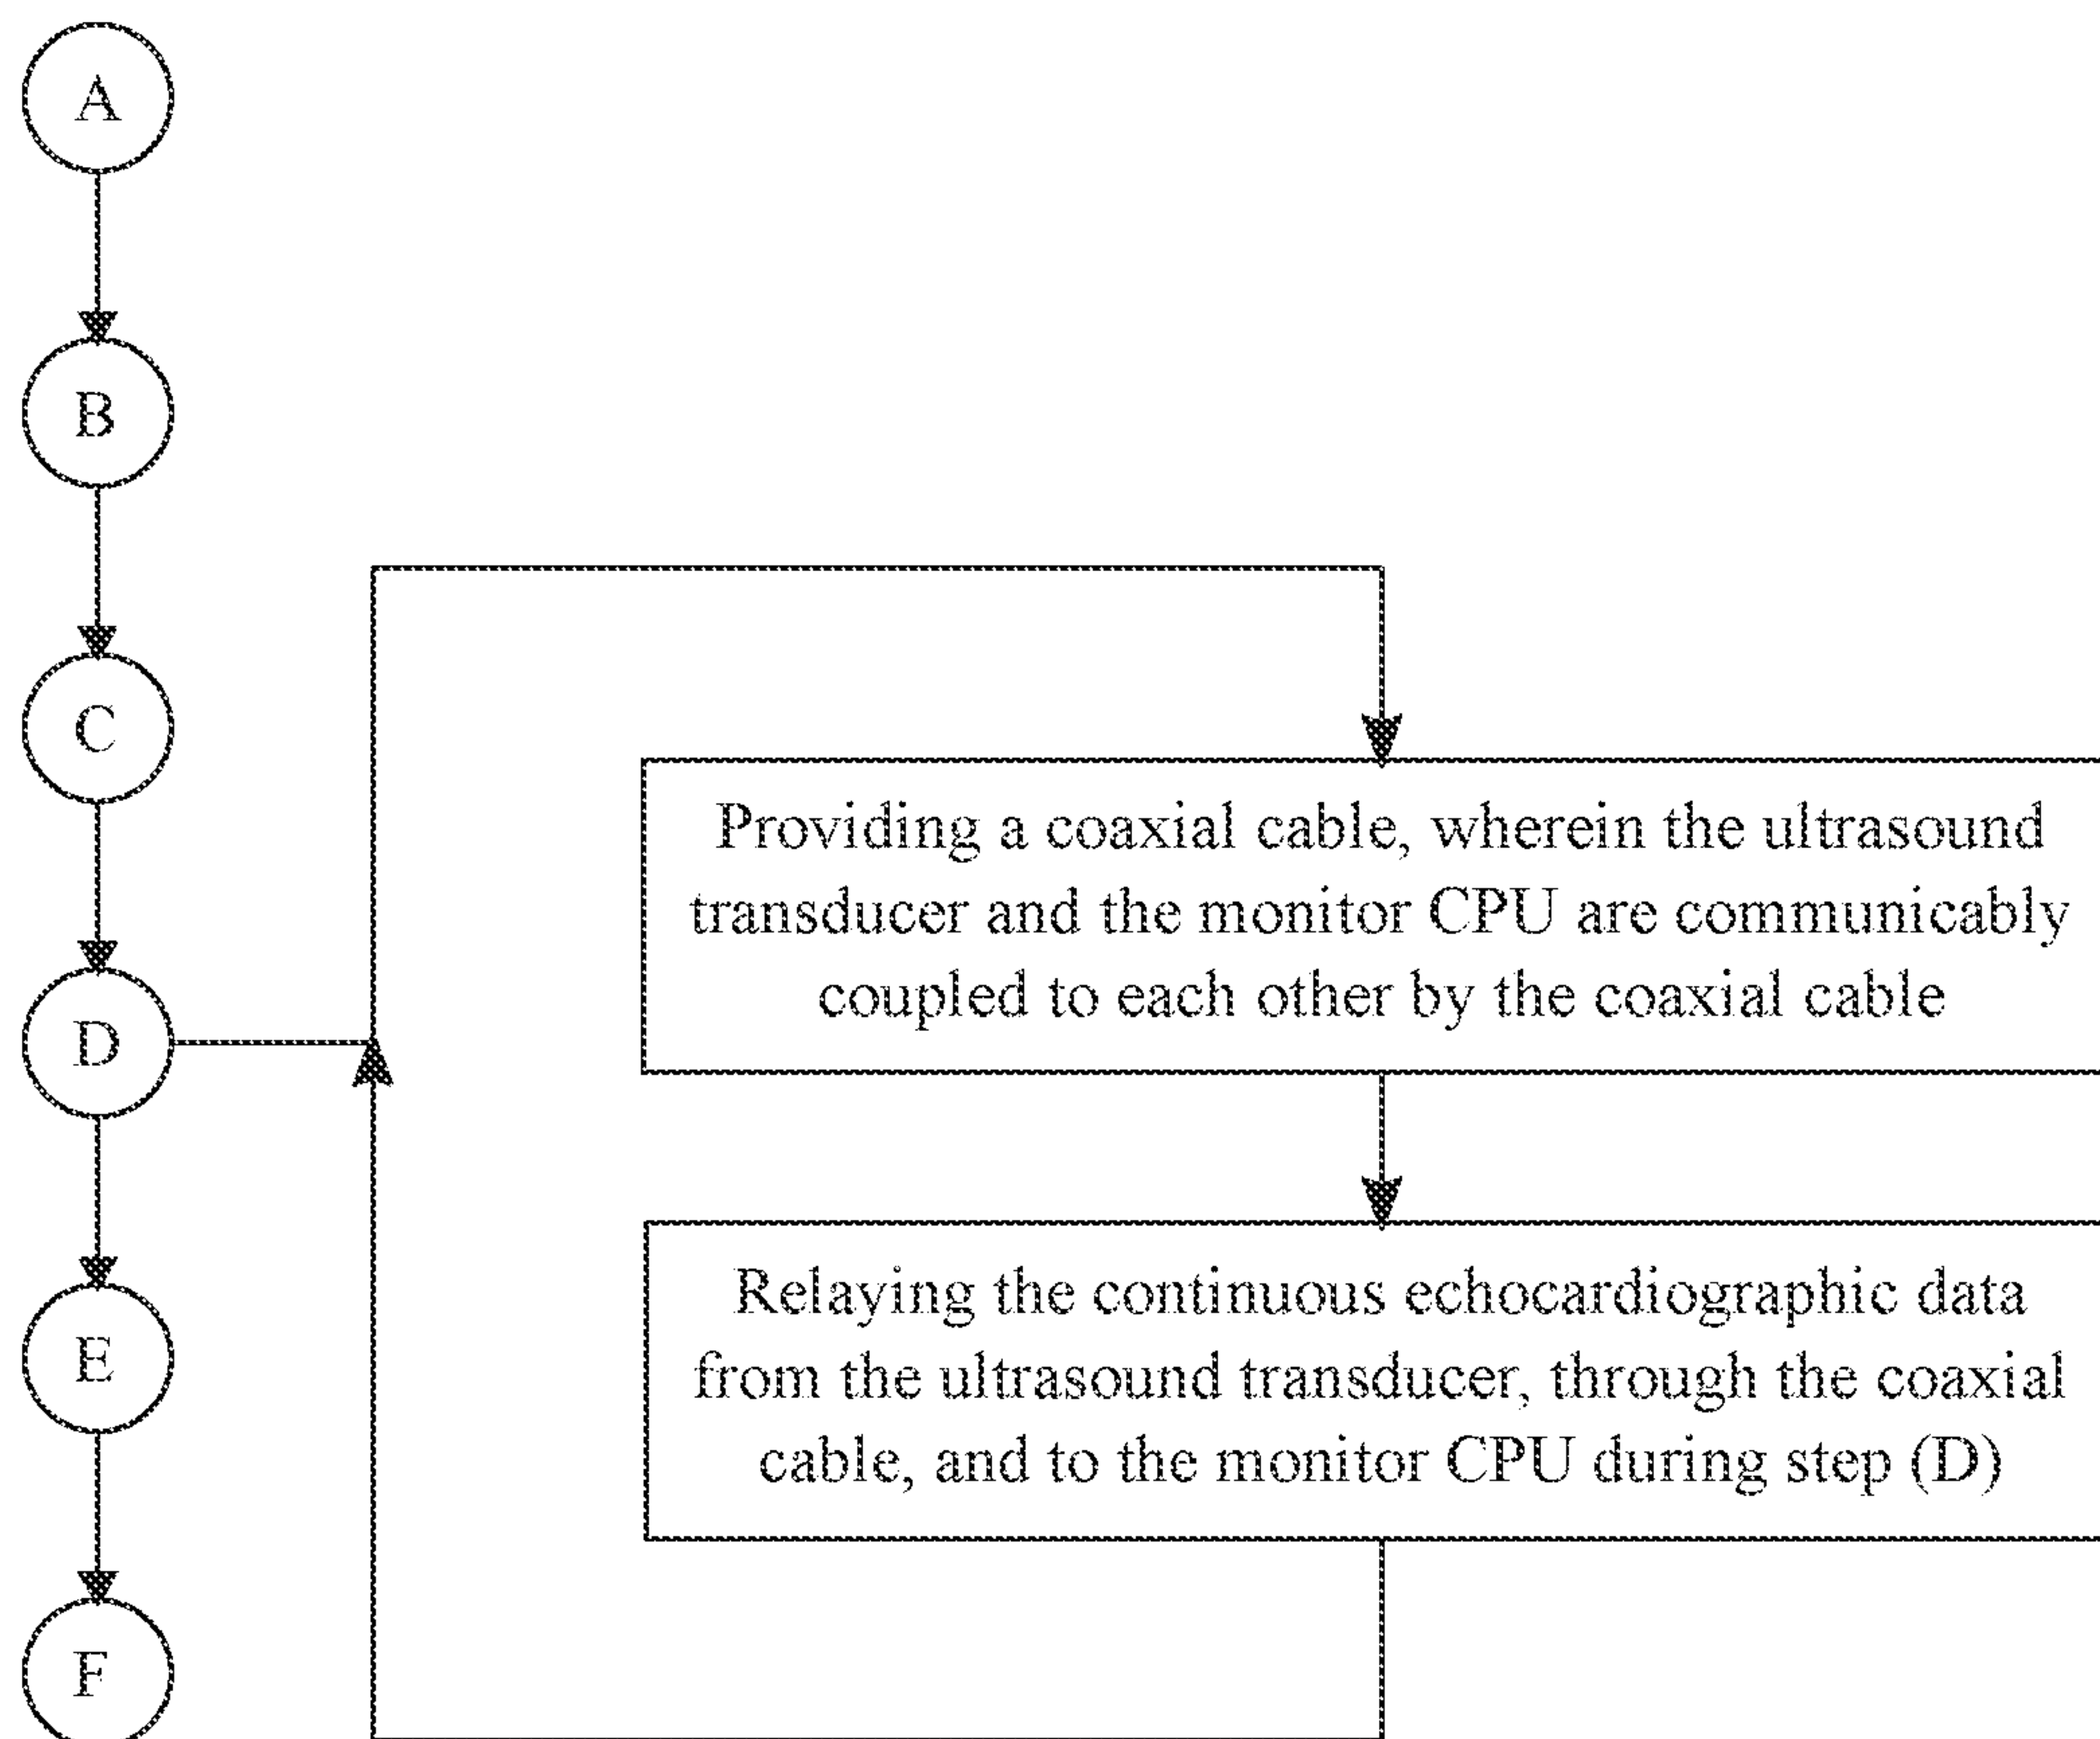 A
B
C
D
E
F
Providing a coaxial cable, wherein the ultrasound
transducer and the monitor CPU are communicably
coupled to each other by the coaxial cable
Relaying the continuous echocardiographic data
from the ultrasound transducer, through the coaxial
cable, and to the monitor CPU during step (D)